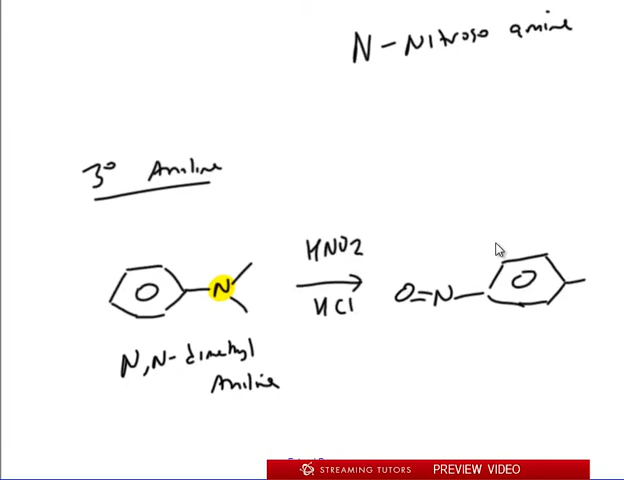 N-Nitroso amine
3° Aniline
N
HNO2
HCl
O=N
N,N-dimethyl
Aniline
STREAMING TUTORS PREVIEW VIDEO